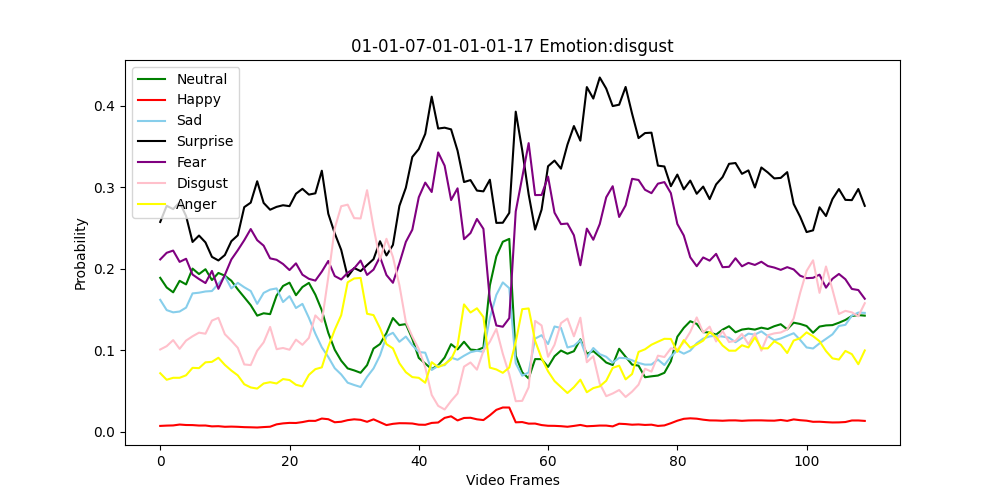 01-01-07-01-01-01-17 Emotion:disgust
Neutral
Happy
Sad
Surprise
Fear
Disgust
Anger
Probability
0.4
0.3
0.2
0.1
0.0
0 20 40 60 80 100
Video Frames